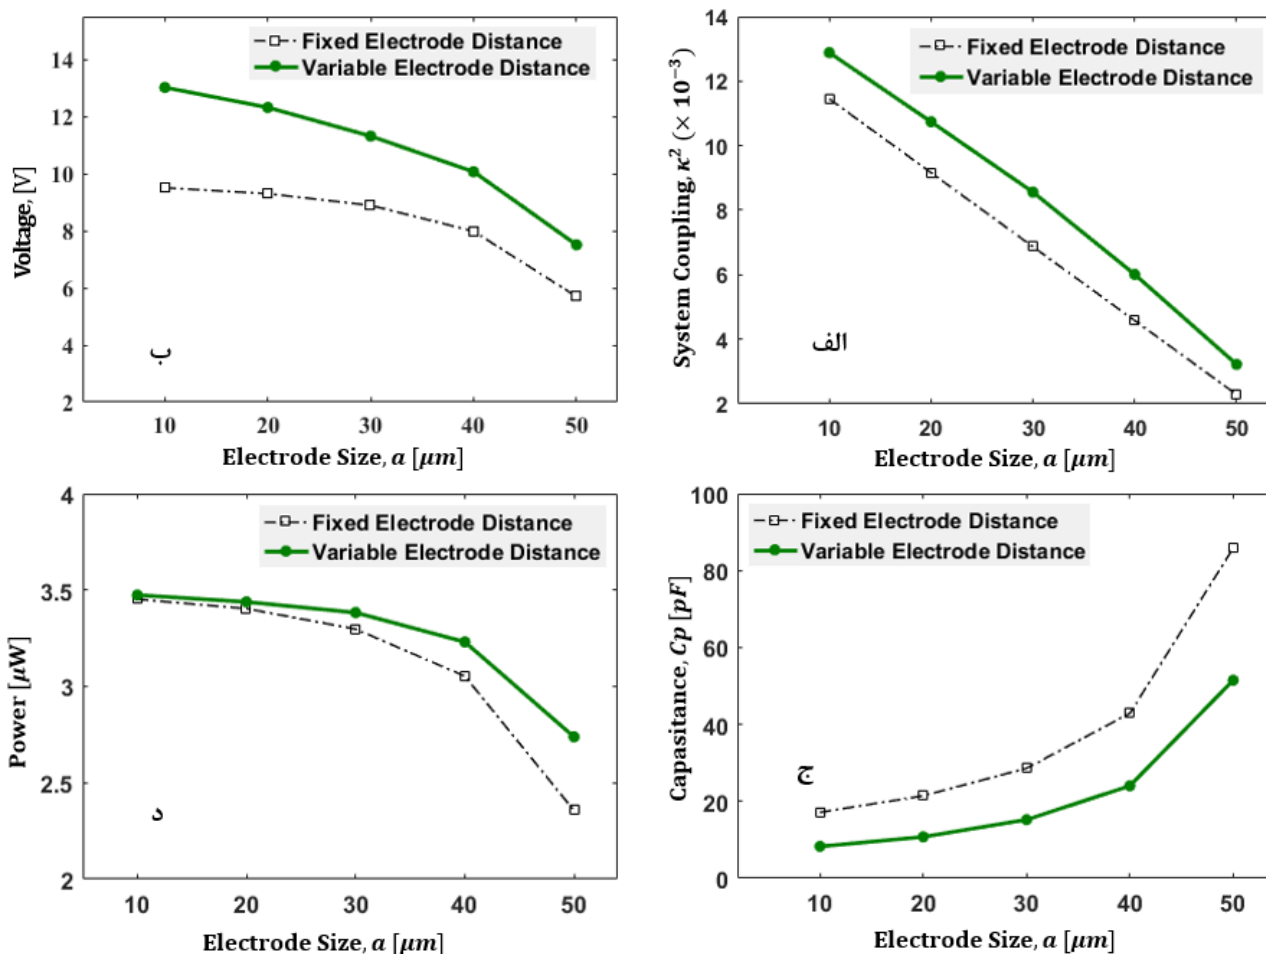 14
12
10
8
6
4
2
Voltage, [V]
Fixed Electrode Distance
Variable Electrode Distance
ب
10 20 30 40 50
Electrode Size, a [μm]
14
12
10
8
6
4
2
System Coupling, κ² (× 10⁻³)
Fixed Electrode Distance
Variable Electrode Distance
الف
10 20 30 40 50
Electrode Size, a [μm]
4
3.5
3
2.5
2
Power [μW]
Fixed Electrode Distance
Variable Electrode Distance
د
10 20 30 40 50
Electrode Size, a [μm]
100
80
60
40
20
0
Capasitance, Cp [pF]
Fixed Electrode Distance
Variable Electrode Distance
ج
10 20 30 40 50
Electrode Size, a [μm]